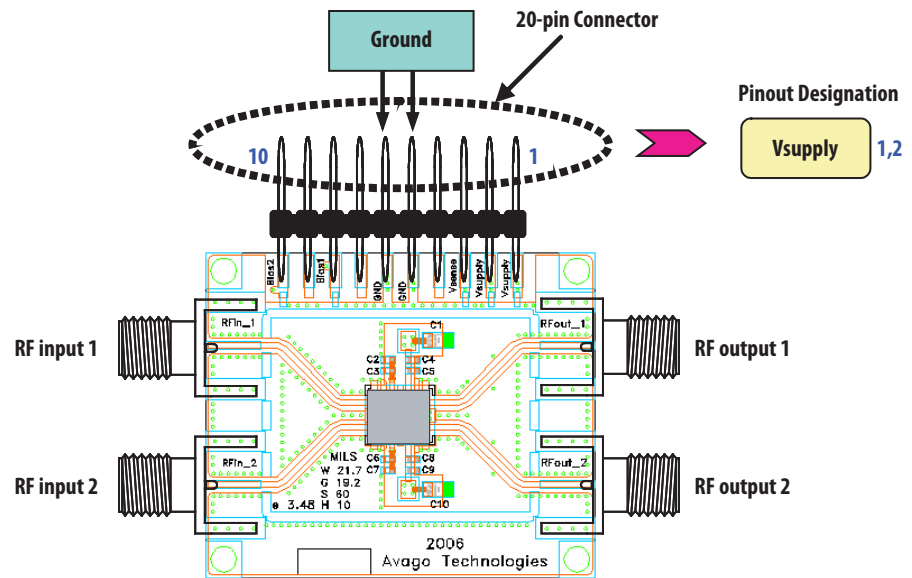 20-pin Connector
Ground
Pinout Designation
10
1
Vsupply
1,2
Bias2
Bias1
GND
GND
Vsense
Vsupply
Vsupply
RFin_1
C1
RFout_1
RF input 1
RF output 1
C2
C4
C3
C5
RFin_2
MILS
C6
C8
RFout_2
W 21.7
C7
C9
RF input 2
G 19.2
RF output 2
S 60
C10
e 3.48 H 10
2006
Avago Technologies